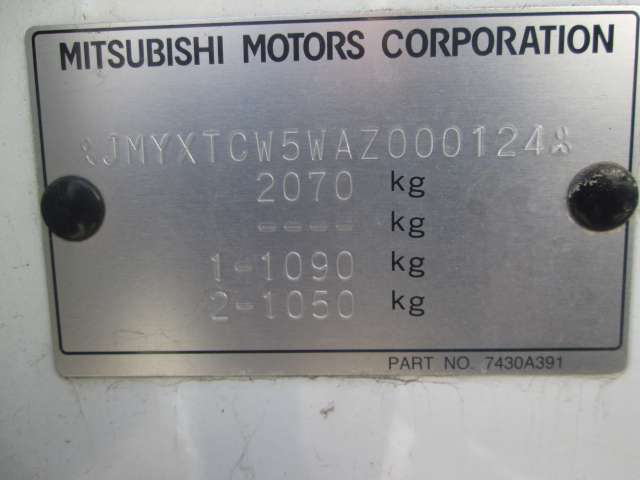 MITSUBISHI MOTORS CORPORATION
JMYXTCW5WAZ000124
2070 kg
---- kg
1-1090 kg
2-1050 kg
PART NO. 7430A391